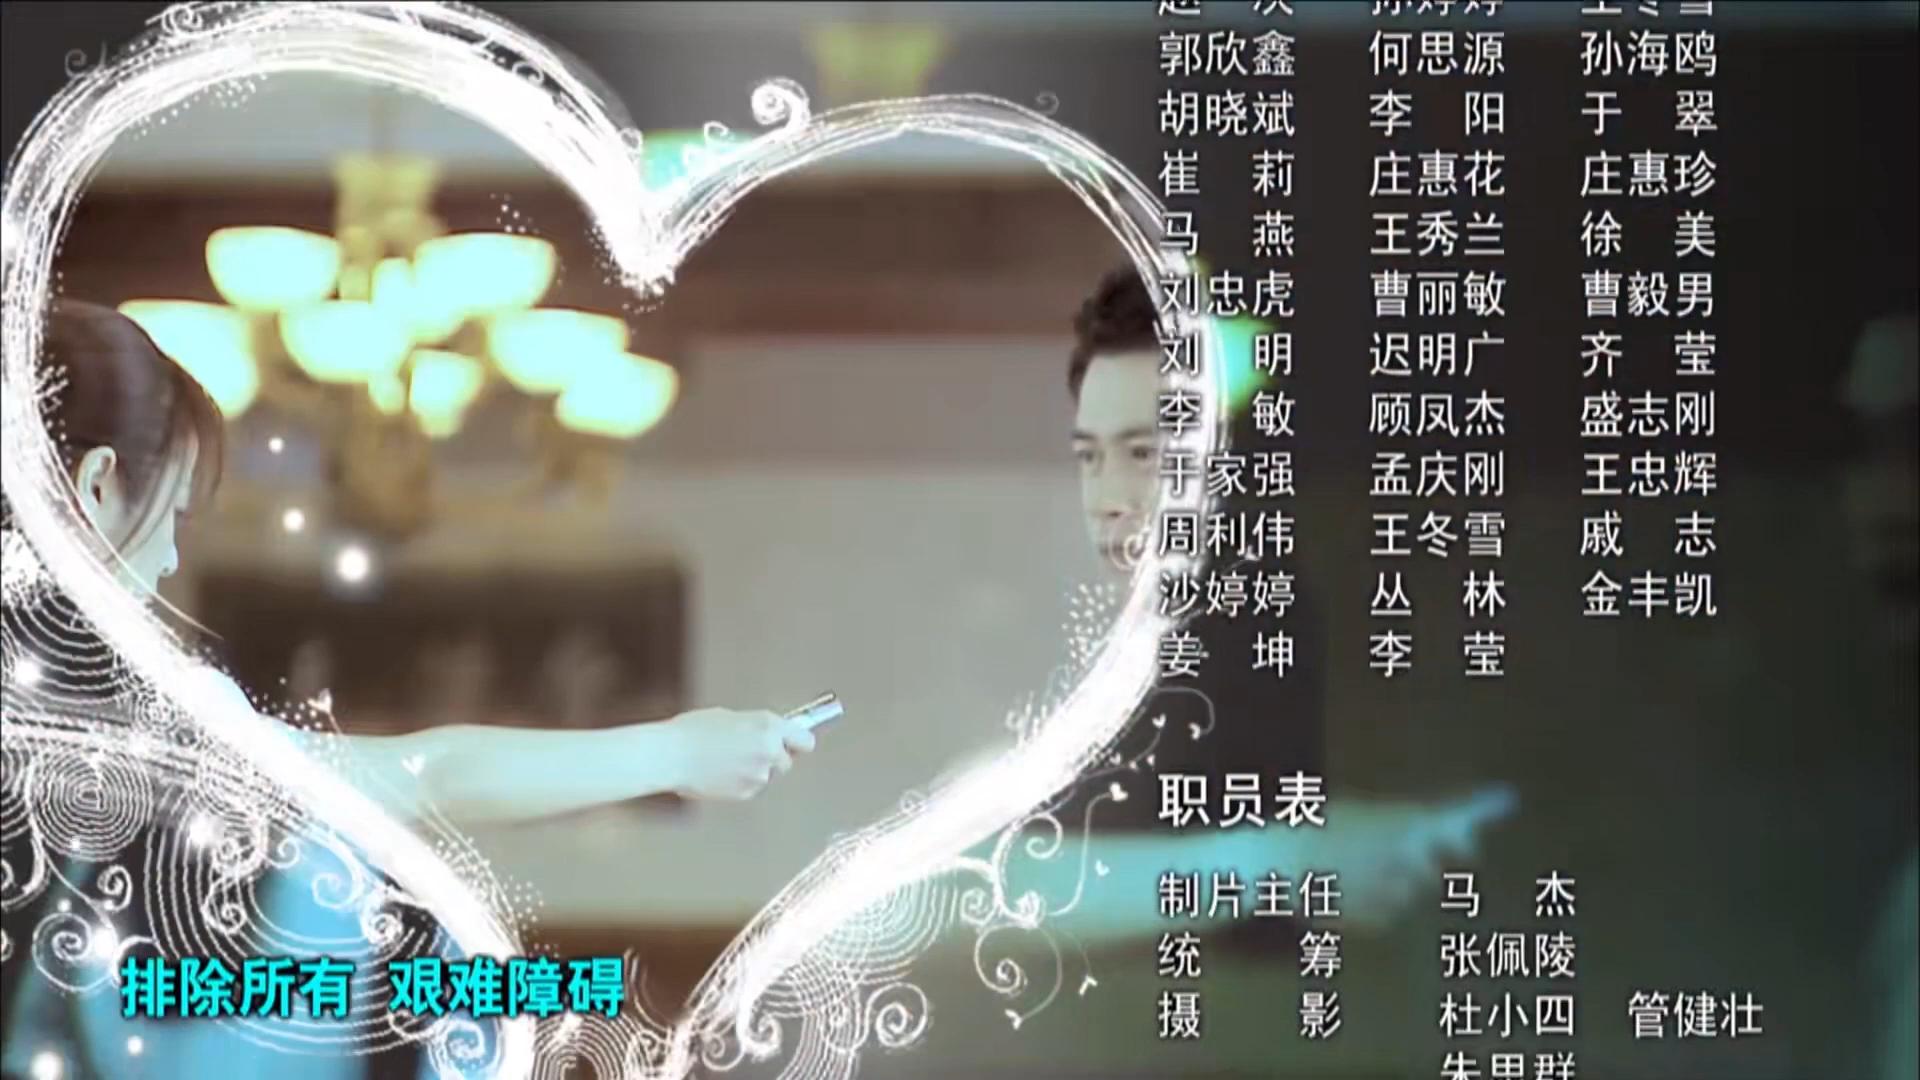 郭欣鑫 何思源 孙海鸥
胡晓斌 李 阳 于 翠
崔 莉 庄惠花 庄惠珍
马 燕 王秀兰 徐 美
刘忠虎 曹丽敏 曹毅男
刘 明 迟明广 齐 莹
李 敏 顾凤杰 盛志刚
于家强 孟庆刚 王忠辉
周利伟 王冬雪 戚 志
沙婷婷 丛 林 金丰凯
姜 坤 李 莹
职员表
制片主任 马 杰
统 筹 张佩陵
摄 影 杜小四 管健壮
排除所有 艰难障碍